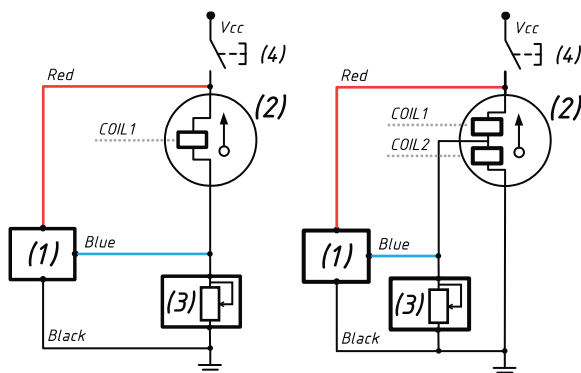 Vcc
(4)
Red
(2)
COIL1
(1)
Blue
(3)
Black
Vcc
(4)
Red
(2)
COIL1
COIL2
(1)
Blue
(3)
Black